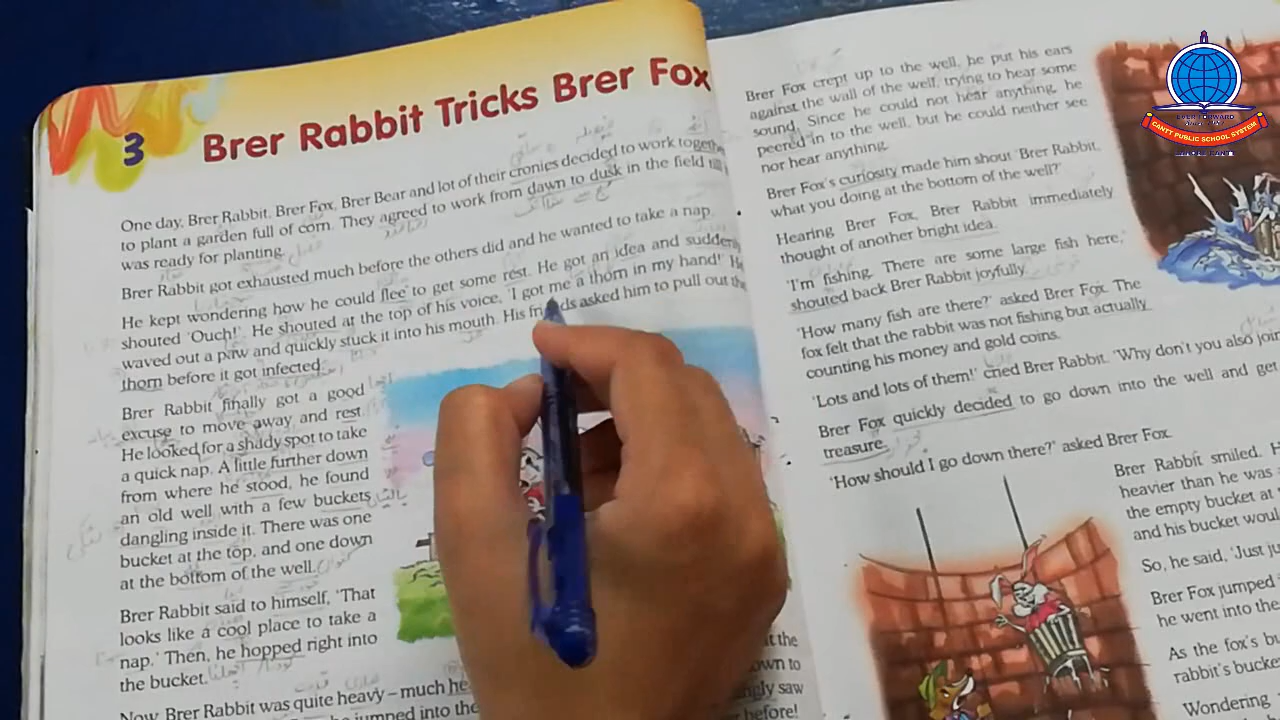 3 Brer Rabbit Tricks Brer Fox
One day, Brer Rabbit, Brer Fox, Brer Bear and lot of their cronies decided to work together
to plant a garden full of corn. They agreed to work from dawn to dusk in the field till
was ready for planting.
Brer Rabbit got exhausted much before the others did and he wanted to take a nap.
He kept wondering how he could flee to get some rest. He got an idea and suddenly
shouted 'Ouch!'. He shouted at the top of his voice, 'I got me a thorn in my hand!' He
waved out a paw and quickly stuck it into his mouth. His friends asked him to pull out the
thorn before it got infected.
Brer Rabbit finally got a good
excuse to move away and rest.
He looked for a shady spot to take
a quick nap. A little further down
from where he stood, he found
an old well with a few buckets
dangling inside it. There was one
bucket at the top, and one down
at the bottom of the well.
Brer Rabbit said to himself, 'That
looks like a cool place to take a
nap.' Then, he hopped right into
the bucket.
Now, Brer Rabbit was quite heavy – much he
jumped into the
at the
own to
ngly saw
before!
Brer Fox crept up to the well, he put his ears
against the wall of the well, trying to hear some
sound. Since he could not hear anything, he
peered in to the well, but he could neither see
nor hear anything.
Brer Fox's curiosity made him shout 'Brer Rabbit,
what you doing at the bottom of the well?'
Hearing Brer Fox, Brer Rabbit immediately
thought of another bright idea.
'I'm fishing. There are some large fish here,'
shouted back Brer Rabbit joyfully.
'How many fish are there?' asked Brer Fox. The
fox felt that the rabbit was not fishing but actually
counting his money and gold coins.
'Lots and lots of them!' cried Brer Rabbit. 'Why don't you also join
Brer Fox quickly decided to go down into the well and get
treasure.
'How should I go down there?' asked Brer Fox.
Brer Rabbit smiled. H
heavier than he was
the empty bucket at
and his bucket woul
So, he said, 'Just ju
Brer Fox jumped
he went into the
As the fox's bu
rabbit's bucke
Wondering
EVER FORWARD
CANTT PUBLIC SCHOOL SYSTEM